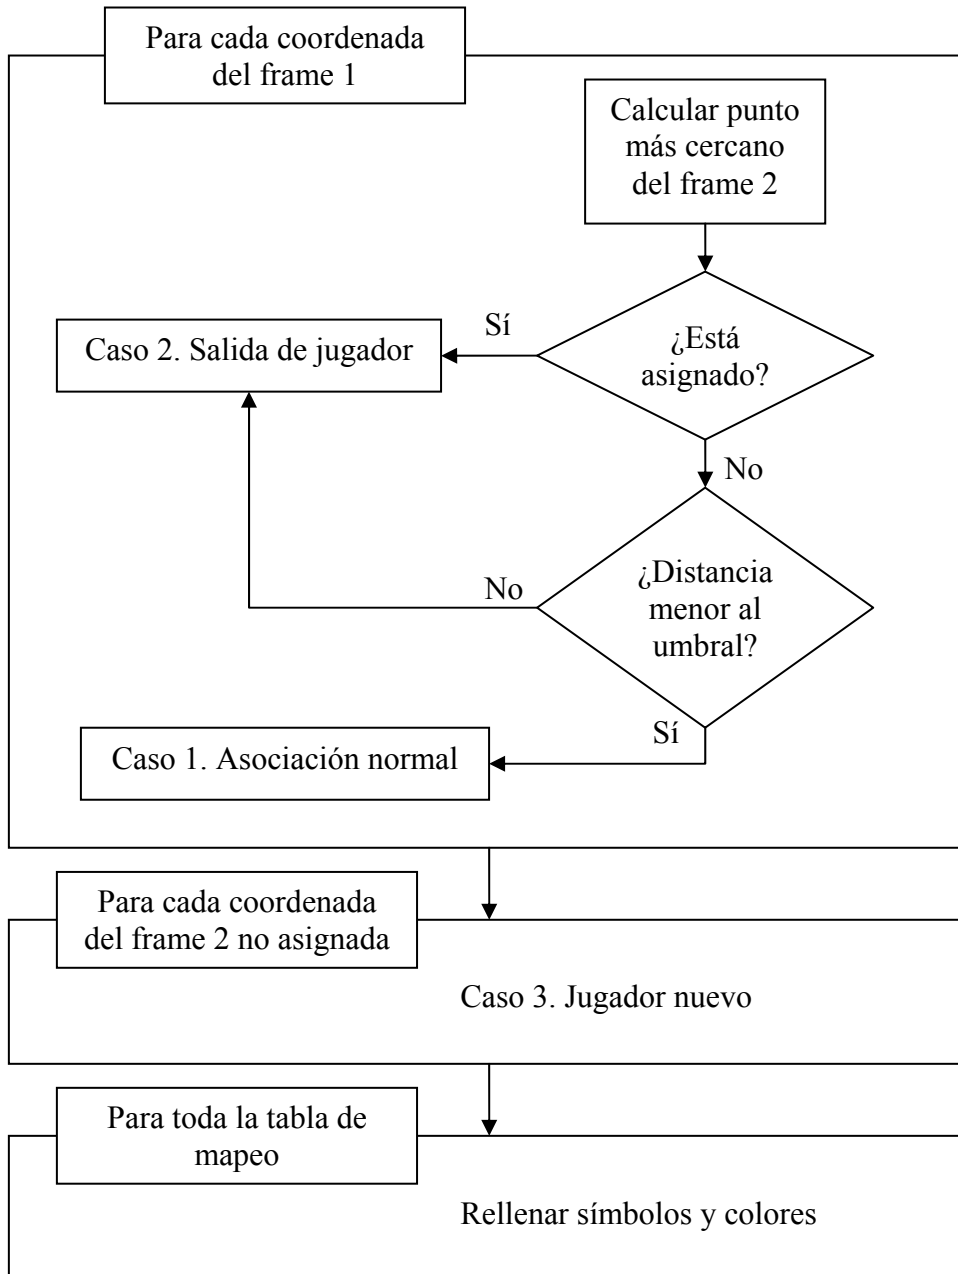 Para cada coordenada
del frame 1
Calcular punto
más cercano
del frame 2
Sí
¿Está
asignado?
Caso 2. Salida de jugador
No
No
¿Distancia
menor al
umbral?
Sí
Caso 1. Asociación normal
Para cada coordenada
del frame 2 no asignada
Caso 3. Jugador nuevo
Para toda la tabla de
mapeo
Rellenar símbolos y colores